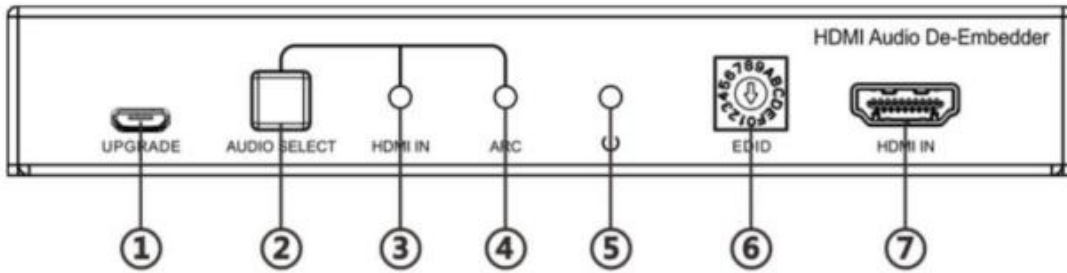 HDMI Audio De-Embedder
456789ABCDEF0123
UPGRADE AUDIO SELECT HDMI IN ARC EDID HDMI IN
① ② ③ ④ ⑤ ⑥ ⑦